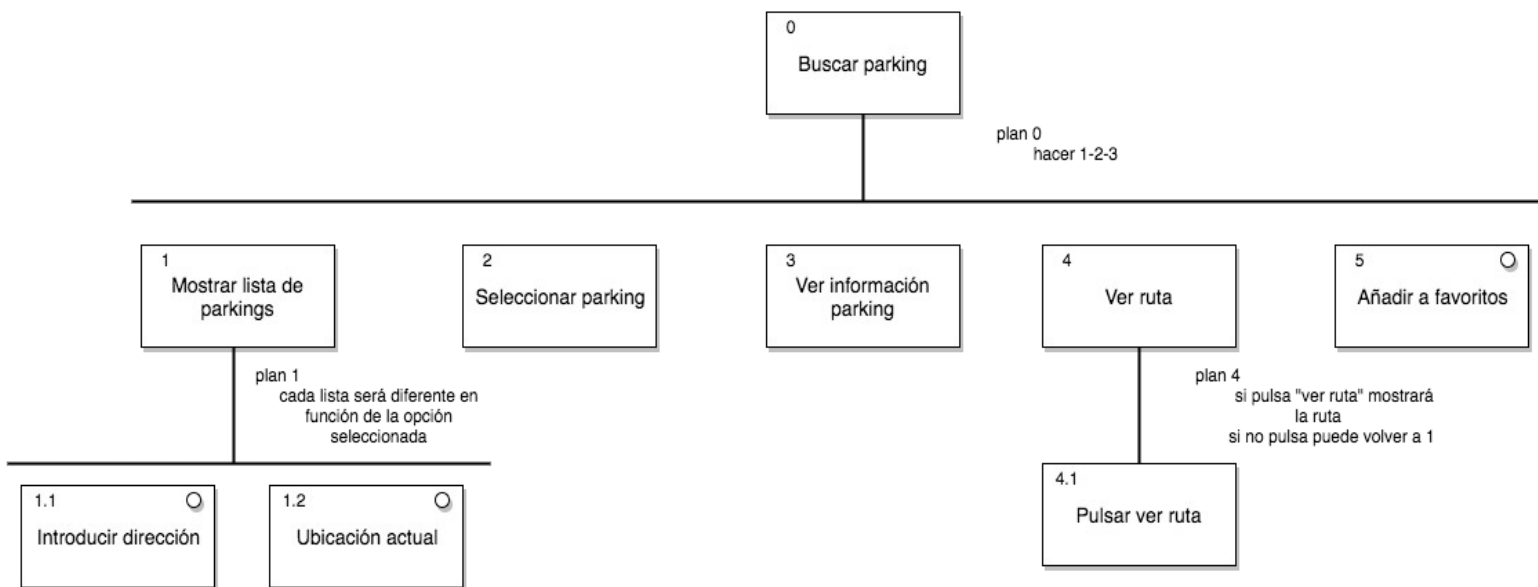 0
Buscar parking
plan 0
hacer 1-2-3
1
Mostrar lista de
parkings
2
Seleccionar parking
3
Ver información
parking
4
Ver ruta
5
Añadir a favoritos
plan 1
cada lista será diferente en
función de la opción
seleccionada
plan 4
si pulsa "ver ruta" mostrará
la ruta
si no pulsa puede volver a 1
1.1
Introducir dirección
1.2
Ubicación actual
4.1
Pulsar ver ruta